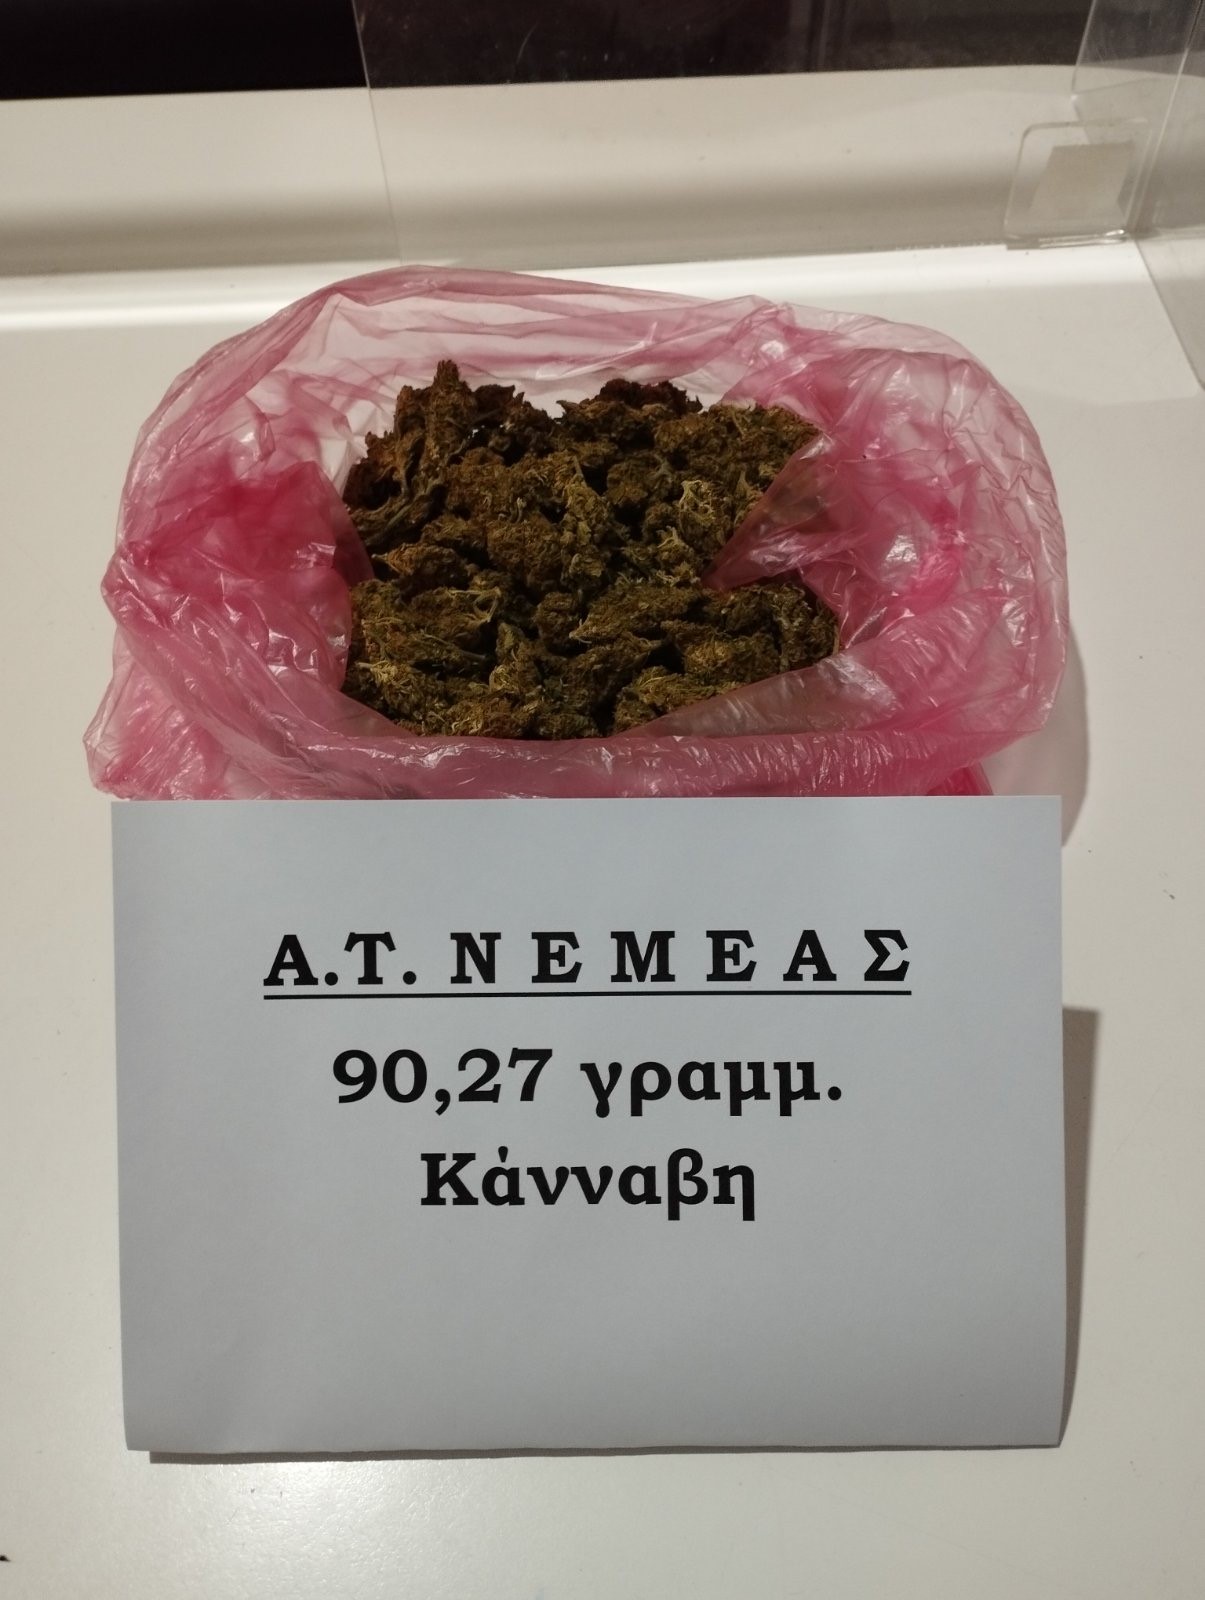 Α.Τ. Ν Ε Μ Ε Α Σ
90,27 γραμμ.
Κάνναβη